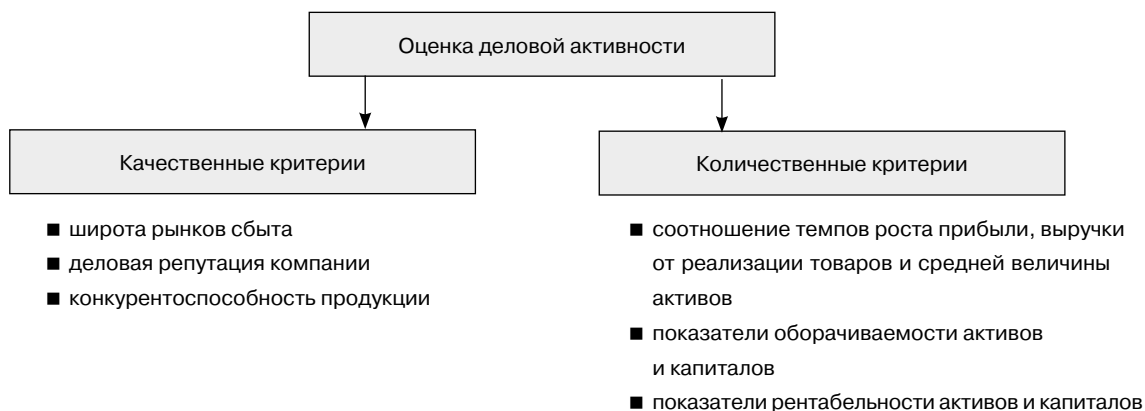 Оценка деловой активности
Качественные критерии
Количественные критерии
■ широта рынков сбыта
■ деловая репутация компании
■ конкурентоспособность продукции
■ соотношение темпов роста прибыли, выручки
от реализации товаров и средней величины
активов
■ показатели оборачиваемости активов
и капиталов
■ показатели рентабельности активов и капиталов